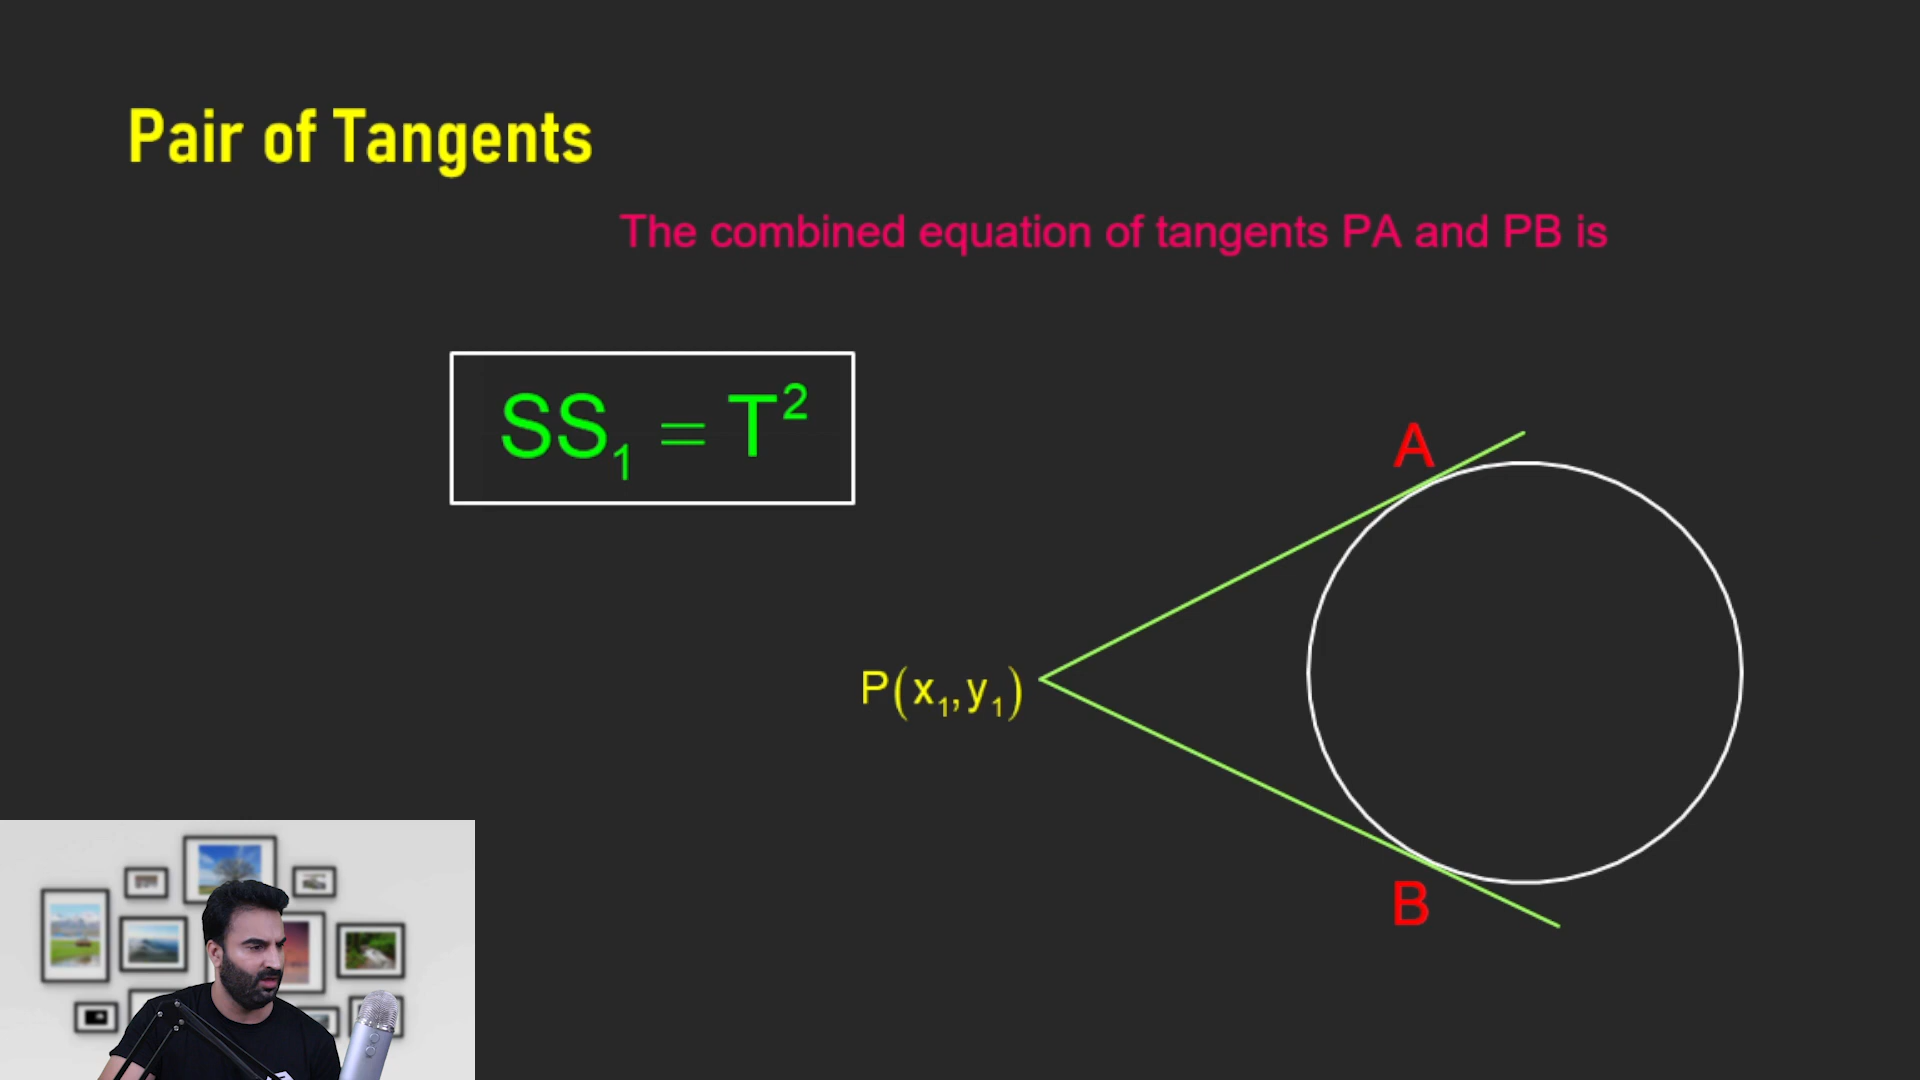 Pair of Tangents
The combined equation of tangents PA and PB is
SS₁ = T²
A
P(x₁,y₁)
B